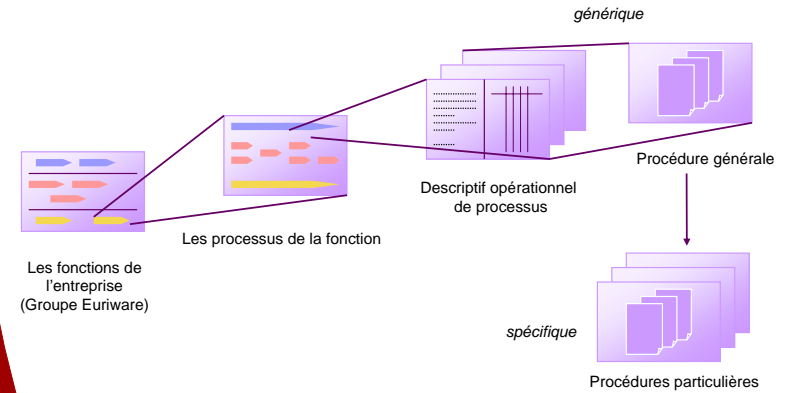 générique
Procédure générale
Descriptif opérationnel
de processus
Les processus de la fonction
Les fonctions de
l'entreprise
(Groupe Euriware)
spécifique
Procédures particulières